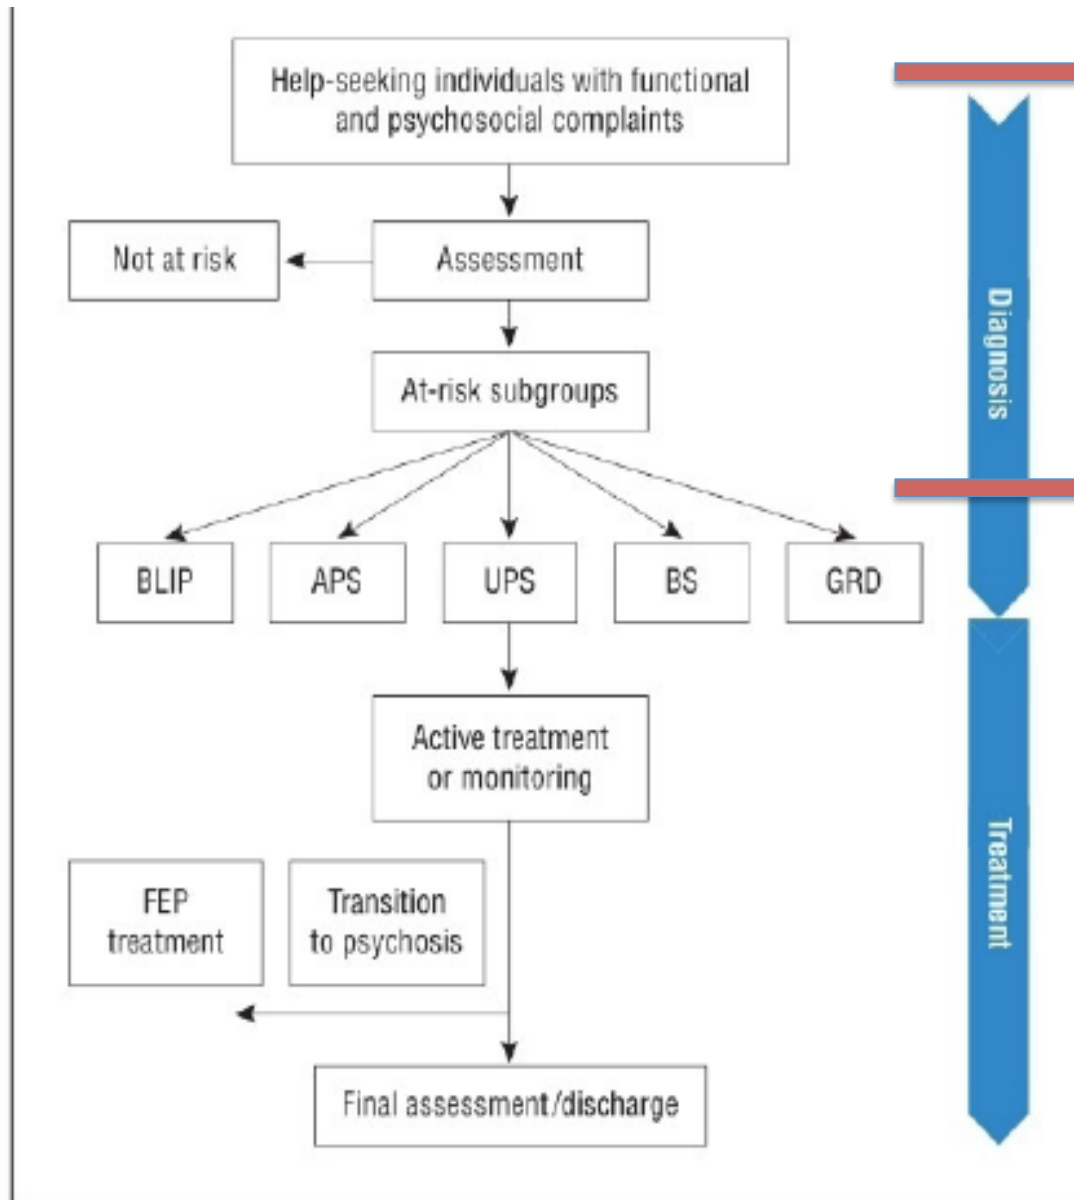 Help-seeking individuals with functional
and psychosocial complaints
Not at risk
Assessment
At-risk subgroups
BLIP
APS
UPS
BS
GRD
Active treatment
or monitoring
FEP
treatment
Transition
to psychosis
Final assessment/discharge
Diagnosis
Treatment